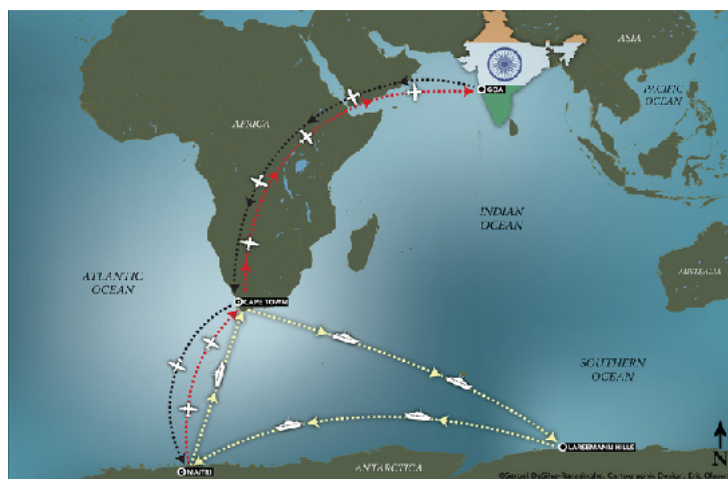 ASIA
PACIFIC
OCEAN
GOA
AFRICA
INDIAN
OCEAN
ATLANTIC
OCEAN
AUSTRALIA
CAPE TOWN
SOUTHERN
OCEAN
LARSEMANN HILLS
N
MAITRI
ANTARCTICA